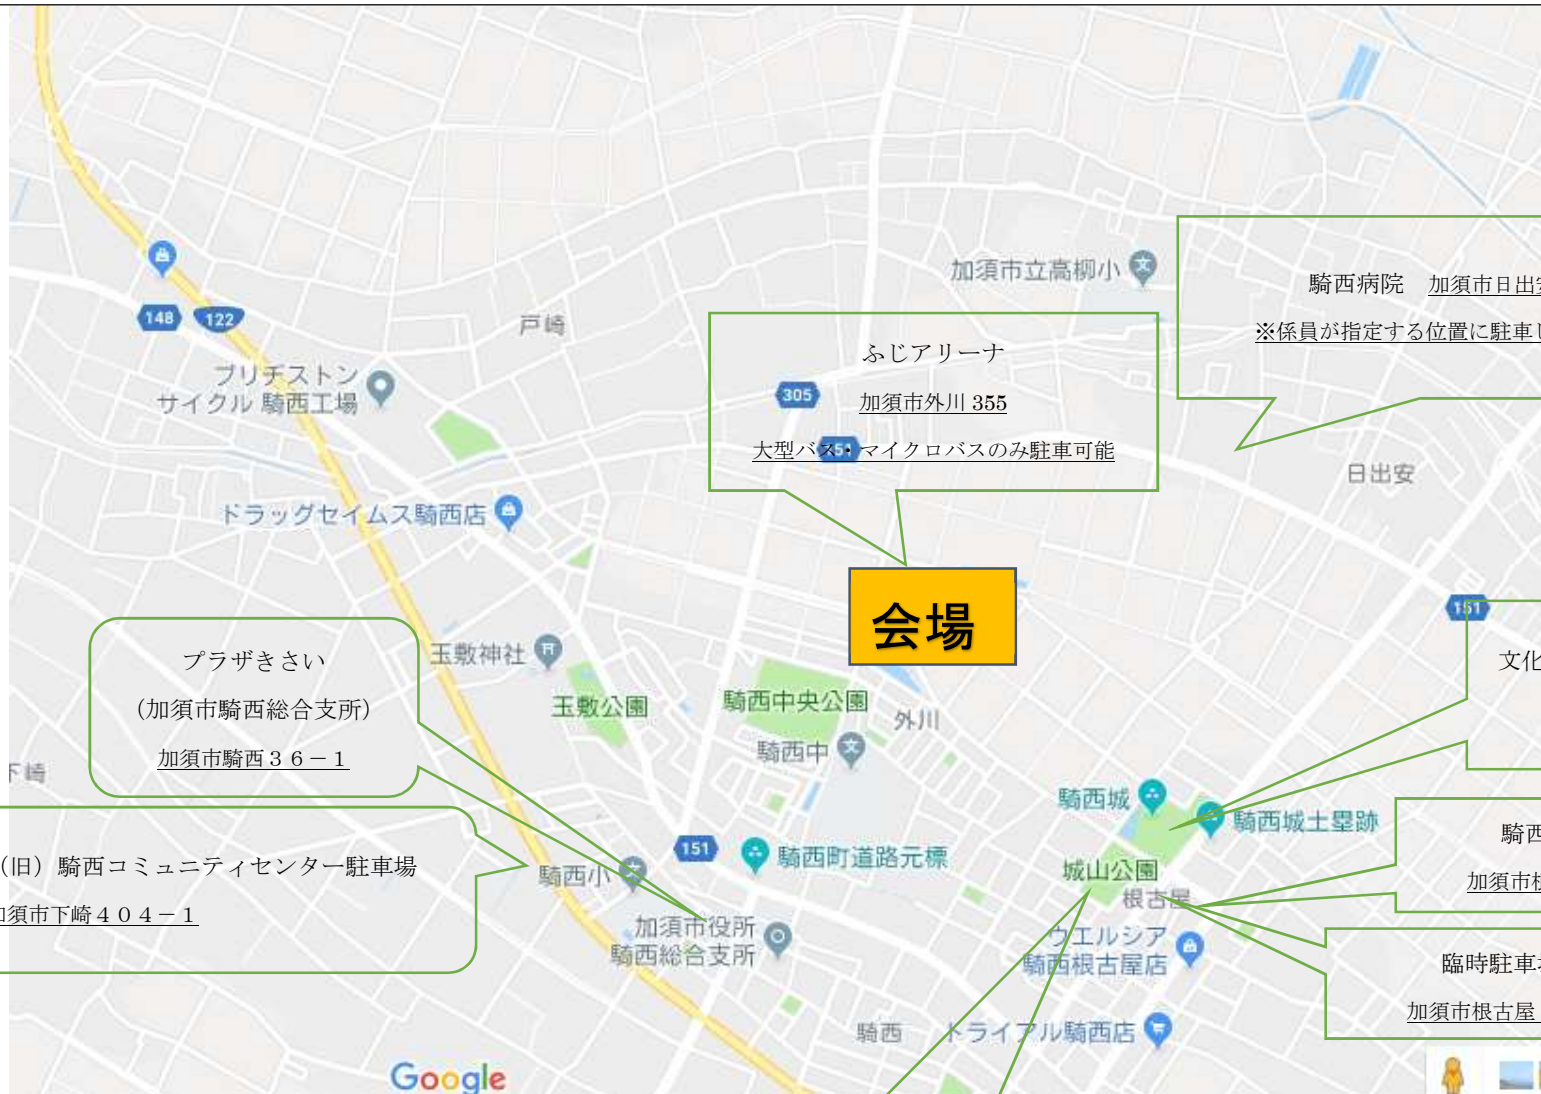 加須市立高柳小
騎西病院　加須市日出
※係員が指定する位置に駐車し
148
122
戸崎
ふじアリーナ
加須市外川 355
大型バス・マイクロバスのみ駐車可能
305
151
ブリヂストン
サイクル 騎西工場
日出安
ドラッグセイムス騎西店
会場
151
文化
プラザきさい
(加須市騎西総合支所)
加須市騎西３６－１
玉敷神社
玉敷公園
騎西中央公園
外川
騎西中
下崎
騎西城
騎西城土塁跡
騎西
加須市根
(旧) 騎西コミュニティセンター駐車場
加須市下崎４０４－１
151
騎西町道路元標
騎西小
城山公園
根古屋
加須市役所
騎西総合支所
ウエルシア
騎西根古屋店
臨時駐車場
加須市根古屋
騎西
トライアル騎西店
Google